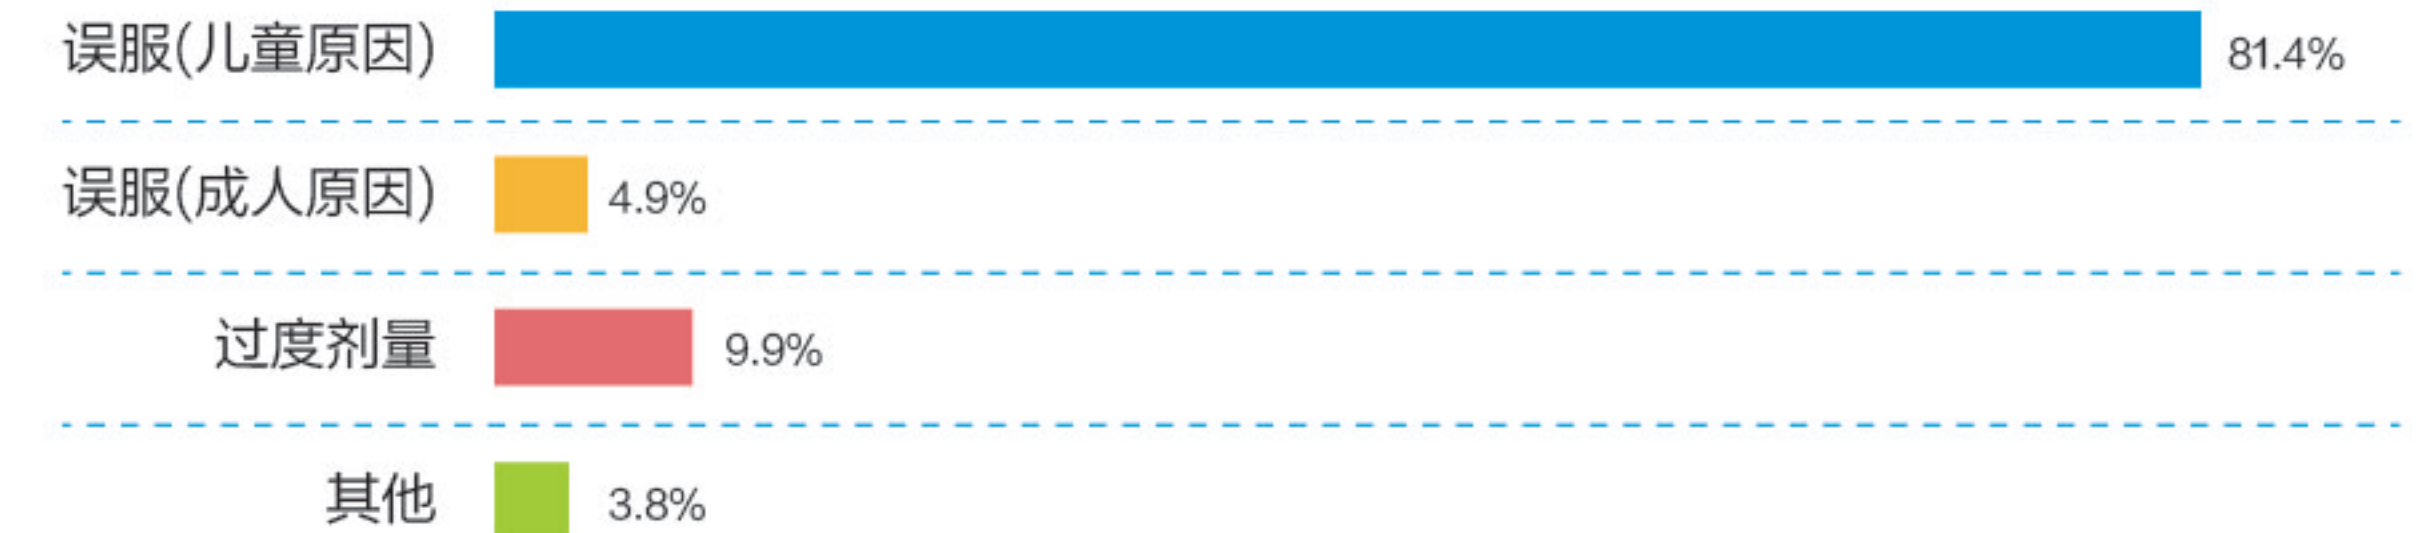 误服(儿童原因) 81.4%
误服(成人原因) 4.9%
过度剂量 9.9%
其他 3.8%